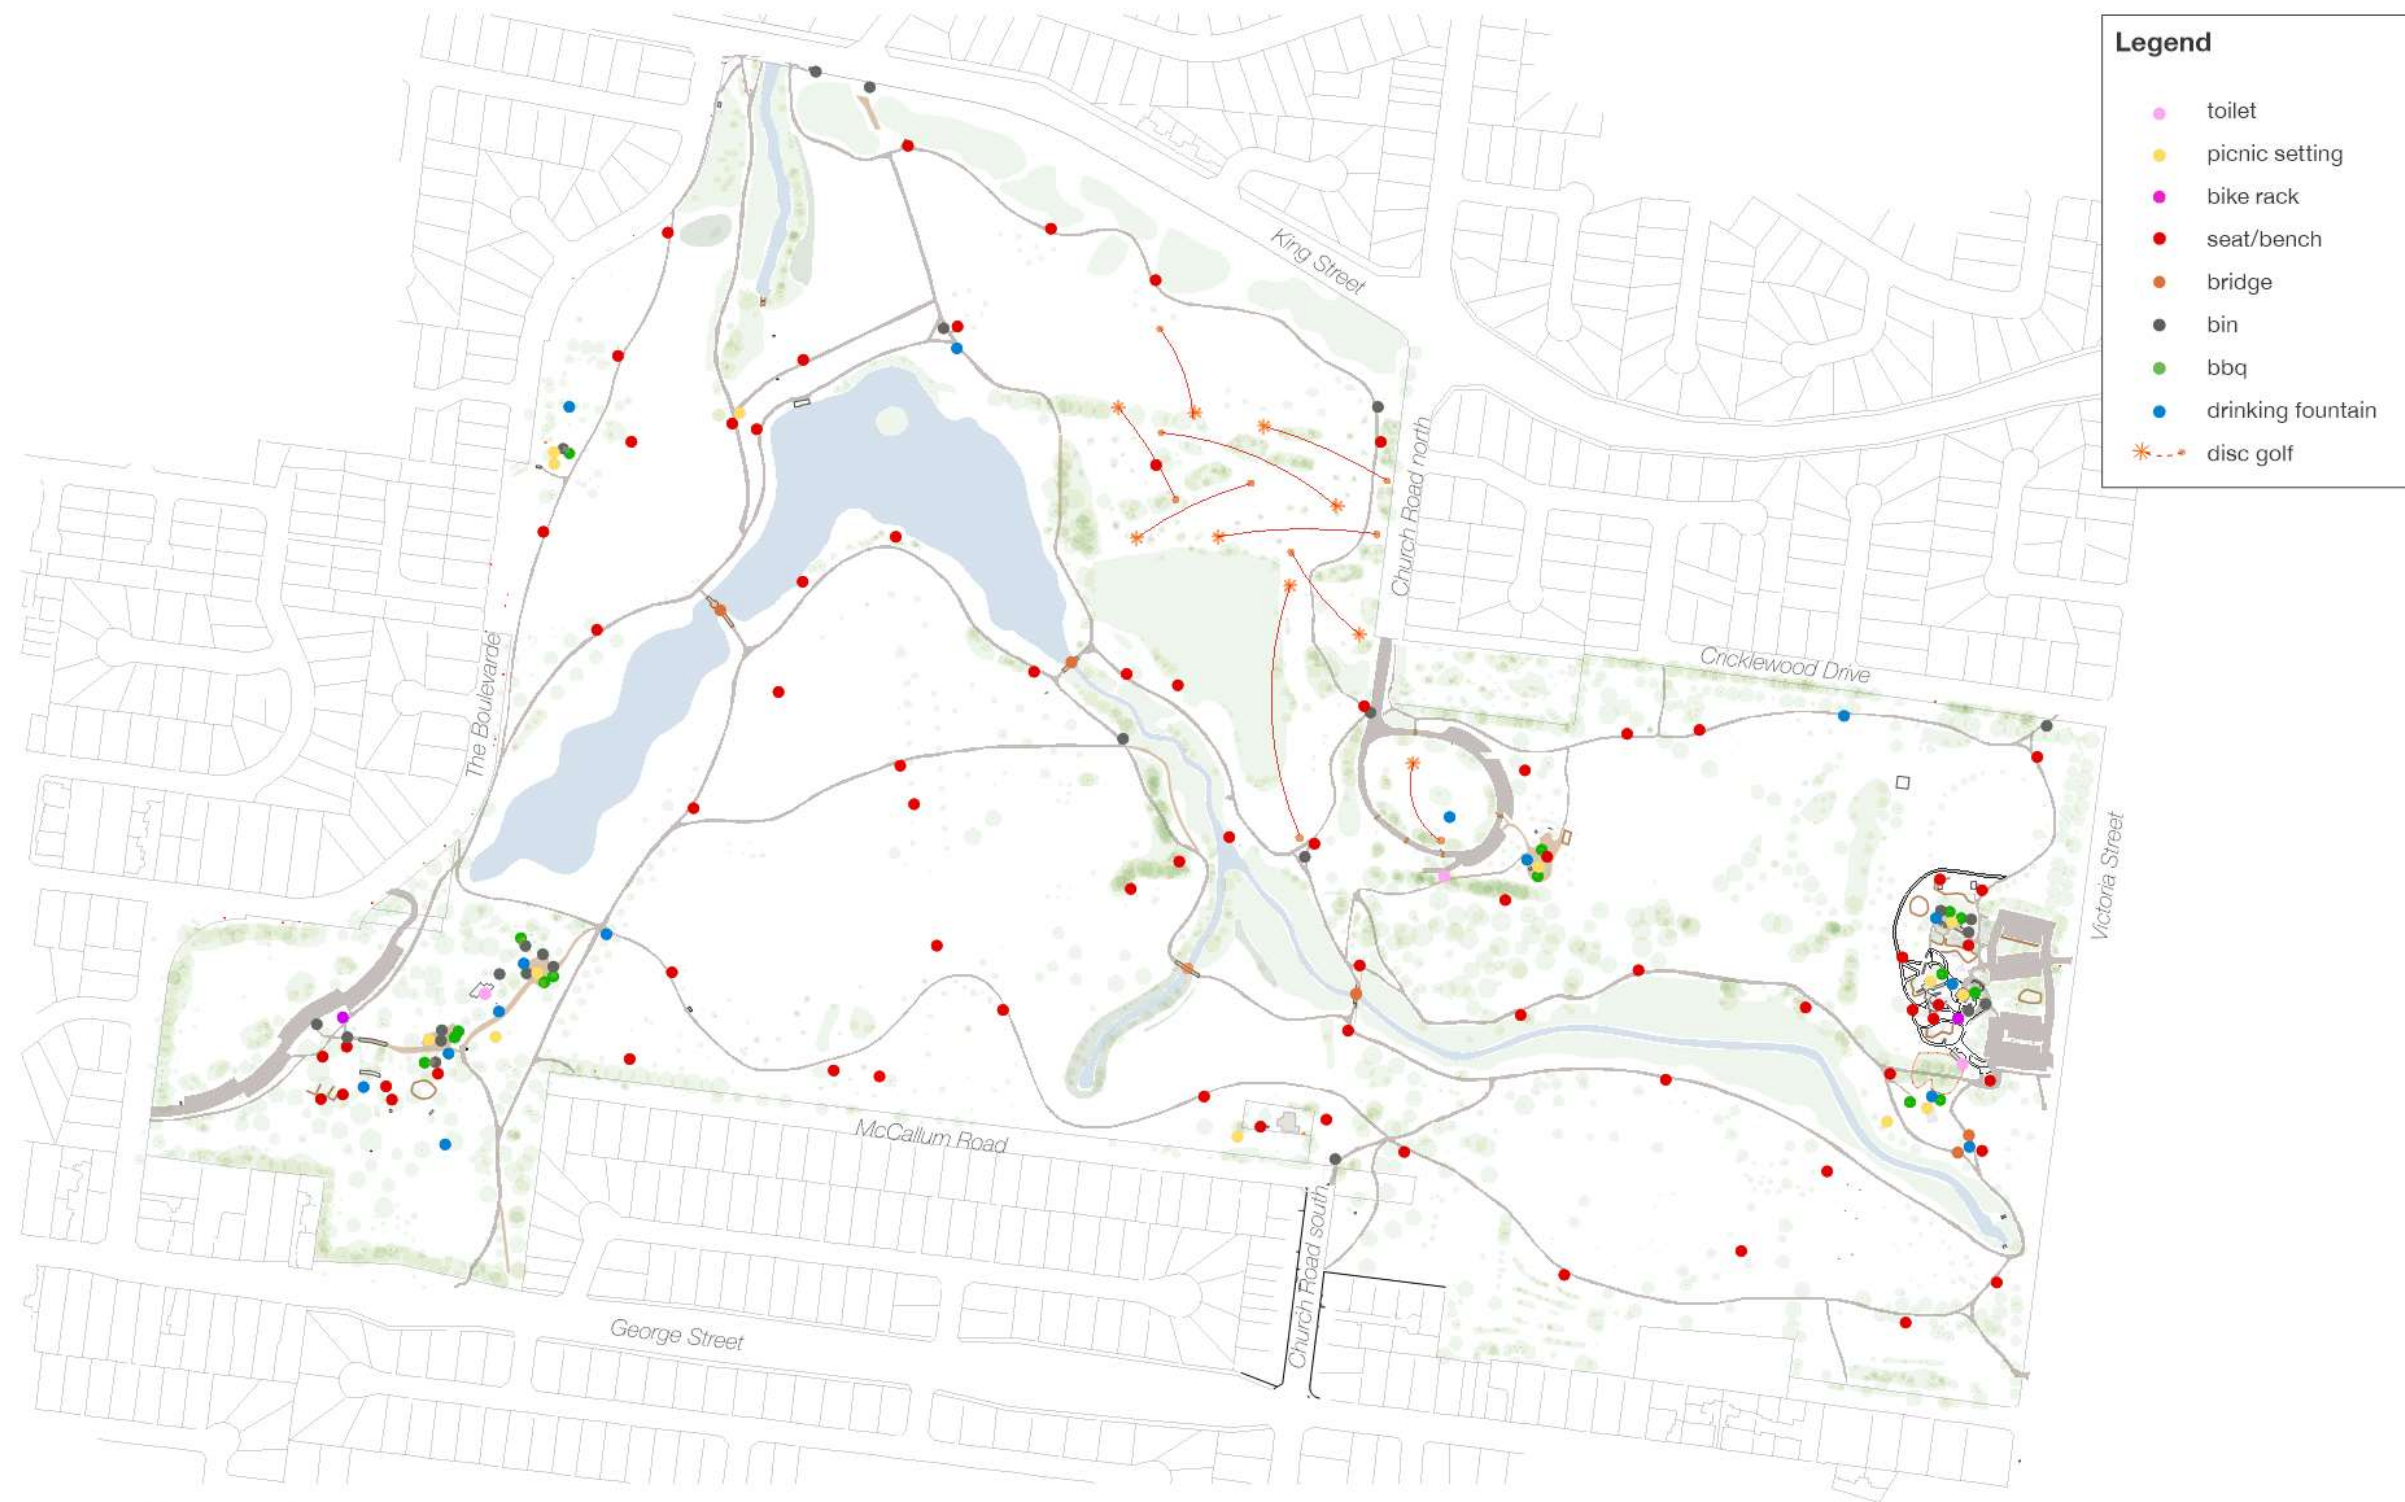 Legend
toilet
picnic setting
bike rack
seat/bench
bridge
bin
bbq
drinking fountain
disc golf
King Street
Church Road north
Cricklewood Drive
The Boulevarde
Victoria Street
McCallum Road
Church Road south
George Street